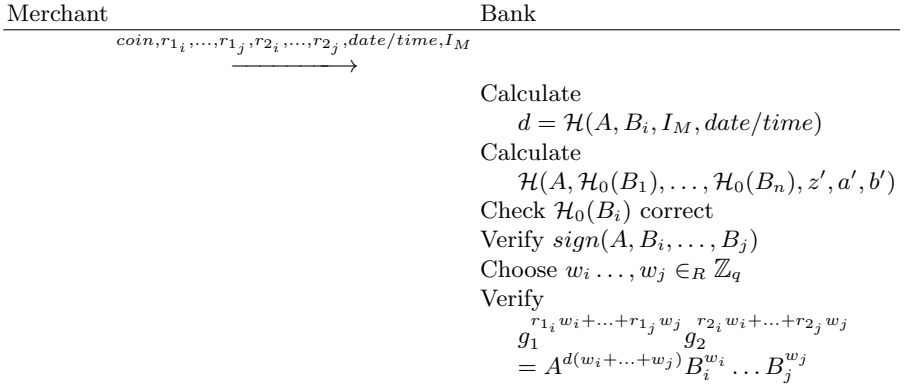 Merchant Bank
coin,r_{1_i},...,r_{1_j},r_{2_i},...,r_{2_j},date/time,I_M
⟶
Calculate
d = ℋ(A, B_i, I_M, date/time)
Calculate
ℋ(A, ℋ_0(B_1), . . . , ℋ_0(B_n), z′, a′, b′)
Check ℋ_0(B_i) correct
Verify sign(A, B_i, . . . , B_j)
Choose w_i . . . , w_j ∈_R ℤ_q
Verify
g_1^{r_{1_i}w_i+...+r_{1_j}w_j} g_2^{r_{2_i}w_i+...+r_{2_j}w_j}
= A^{d(w_i+...+w_j)} B_i^{w_i} . . . B_j^{w_j}